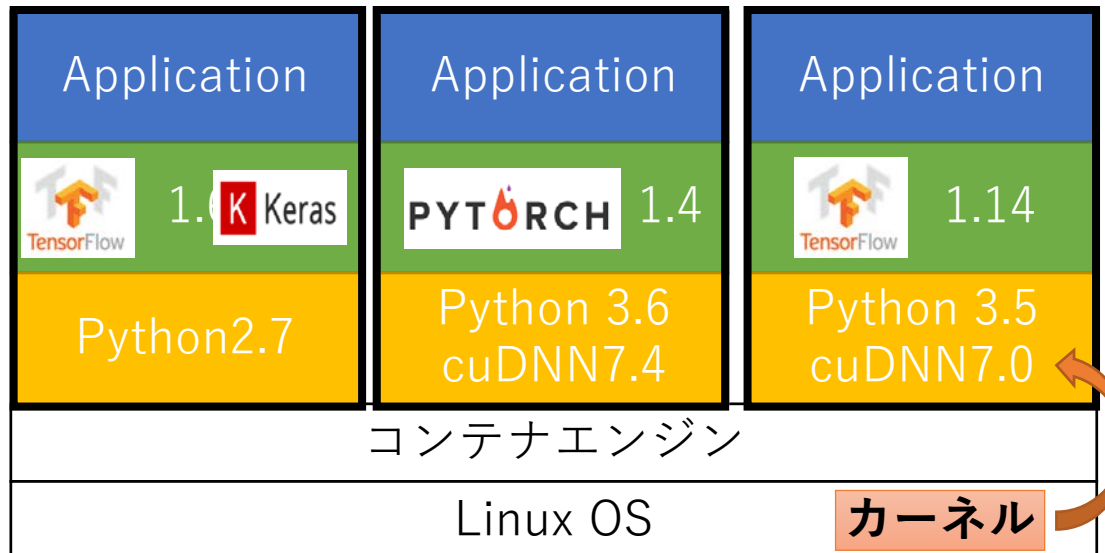 Application
Application
Application
TensorFlow
1.
K Keras
PYTORCH
1.4
TensorFlow
1.14
Python2.7
Python 3.6
cuDNN7.4
Python 3.5
cuDNN7.0
コンテナエンジン
Linux OS
カーネル